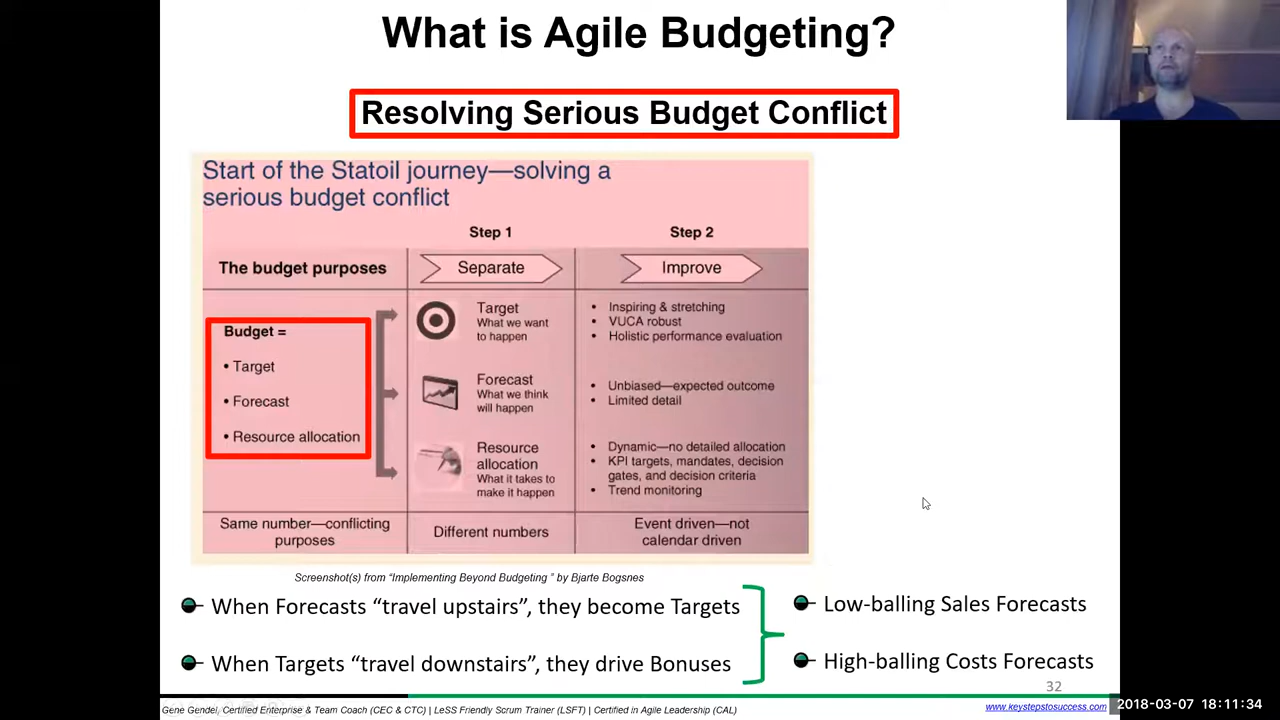 What is Agile Budgeting?
Resolving Serious Budget Conflict
Start of the Statoil journey—solving a
serious budget conflict
Step 1
Step 2
The budget purposes
Separate
Improve
Budget =
• Target
• Forecast
• Resource allocation
Target
What we want
to happen
• Inspiring & stretching
• VUCA robust
• Holistic performance evaluation
Forecast
What we think
will happen
• Unbiased—expected outcome
• Limited detail
Resource
allocation
What it takes to
make it happen
• Dynamic—no detailed allocation
• KPI targets, mandates, decision
gates, and decision criteria
• Trend monitoring
Same number—conflicting
purposes
Different numbers
Event driven—not
calendar driven
Screenshot(s) from “Implementing Beyond Budgeting ” by Bjarte Bogsnes
When Forecasts “travel upstairs”, they become Targets
When Targets “travel downstairs”, they drive Bonuses
Low-balling Sales Forecasts
High-balling Costs Forecasts
32
Gene Gendel, Certified Enterprise & Team Coach (CEC & CTC) | LeSS Friendly Scrum Trainer (LSFT) | Certified in Agile Leadership (CAL)
www.keystepstosuccess.com
2018-03-07 18:11:34